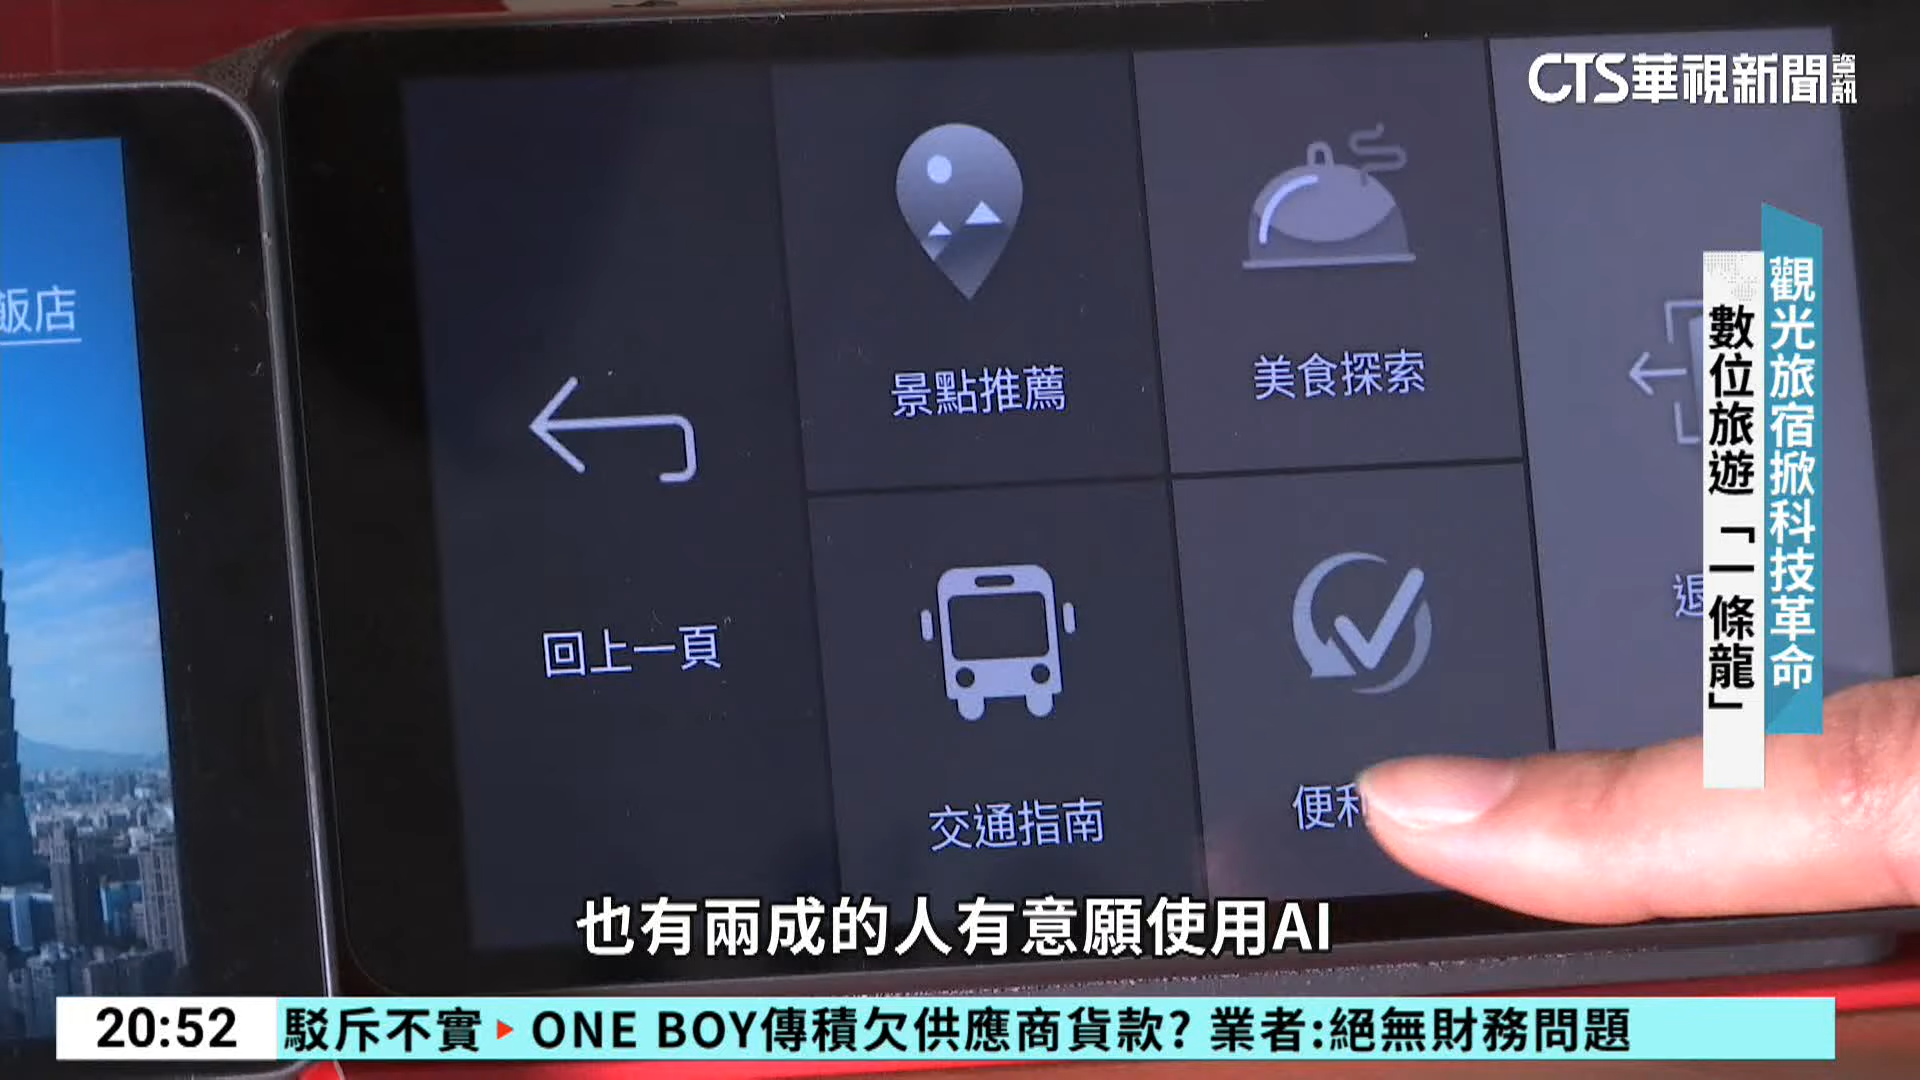 CTS華視新聞資訊
飯店
景點推薦
美食探索
回上一頁
交通指南
便利
退
觀光旅宿掀科技革命
數位旅遊「一條龍」
也有兩成的人有意願使用AI
20:52
駁斥不實▶ONE BOY傳積欠供應商貨款? 業者:絕無財務問題